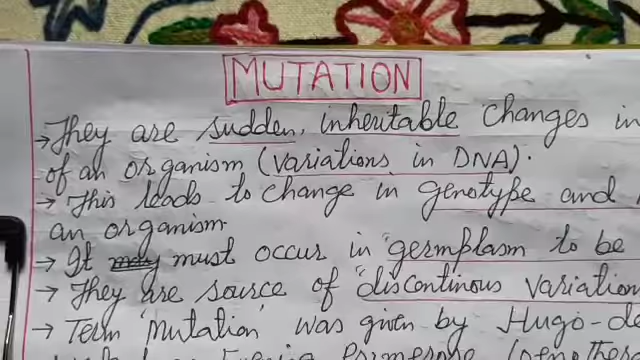 MUTATION
→ They are sudden, inheritable changes in
of an organism (variations in DNA).
→ This leads to change in genotype and
an organism.
→ It must occur in "germplasm to be
→ They are source of "discontinous variation
→ Term 'Mutation' was given by Hugo-de
Evening Primerose